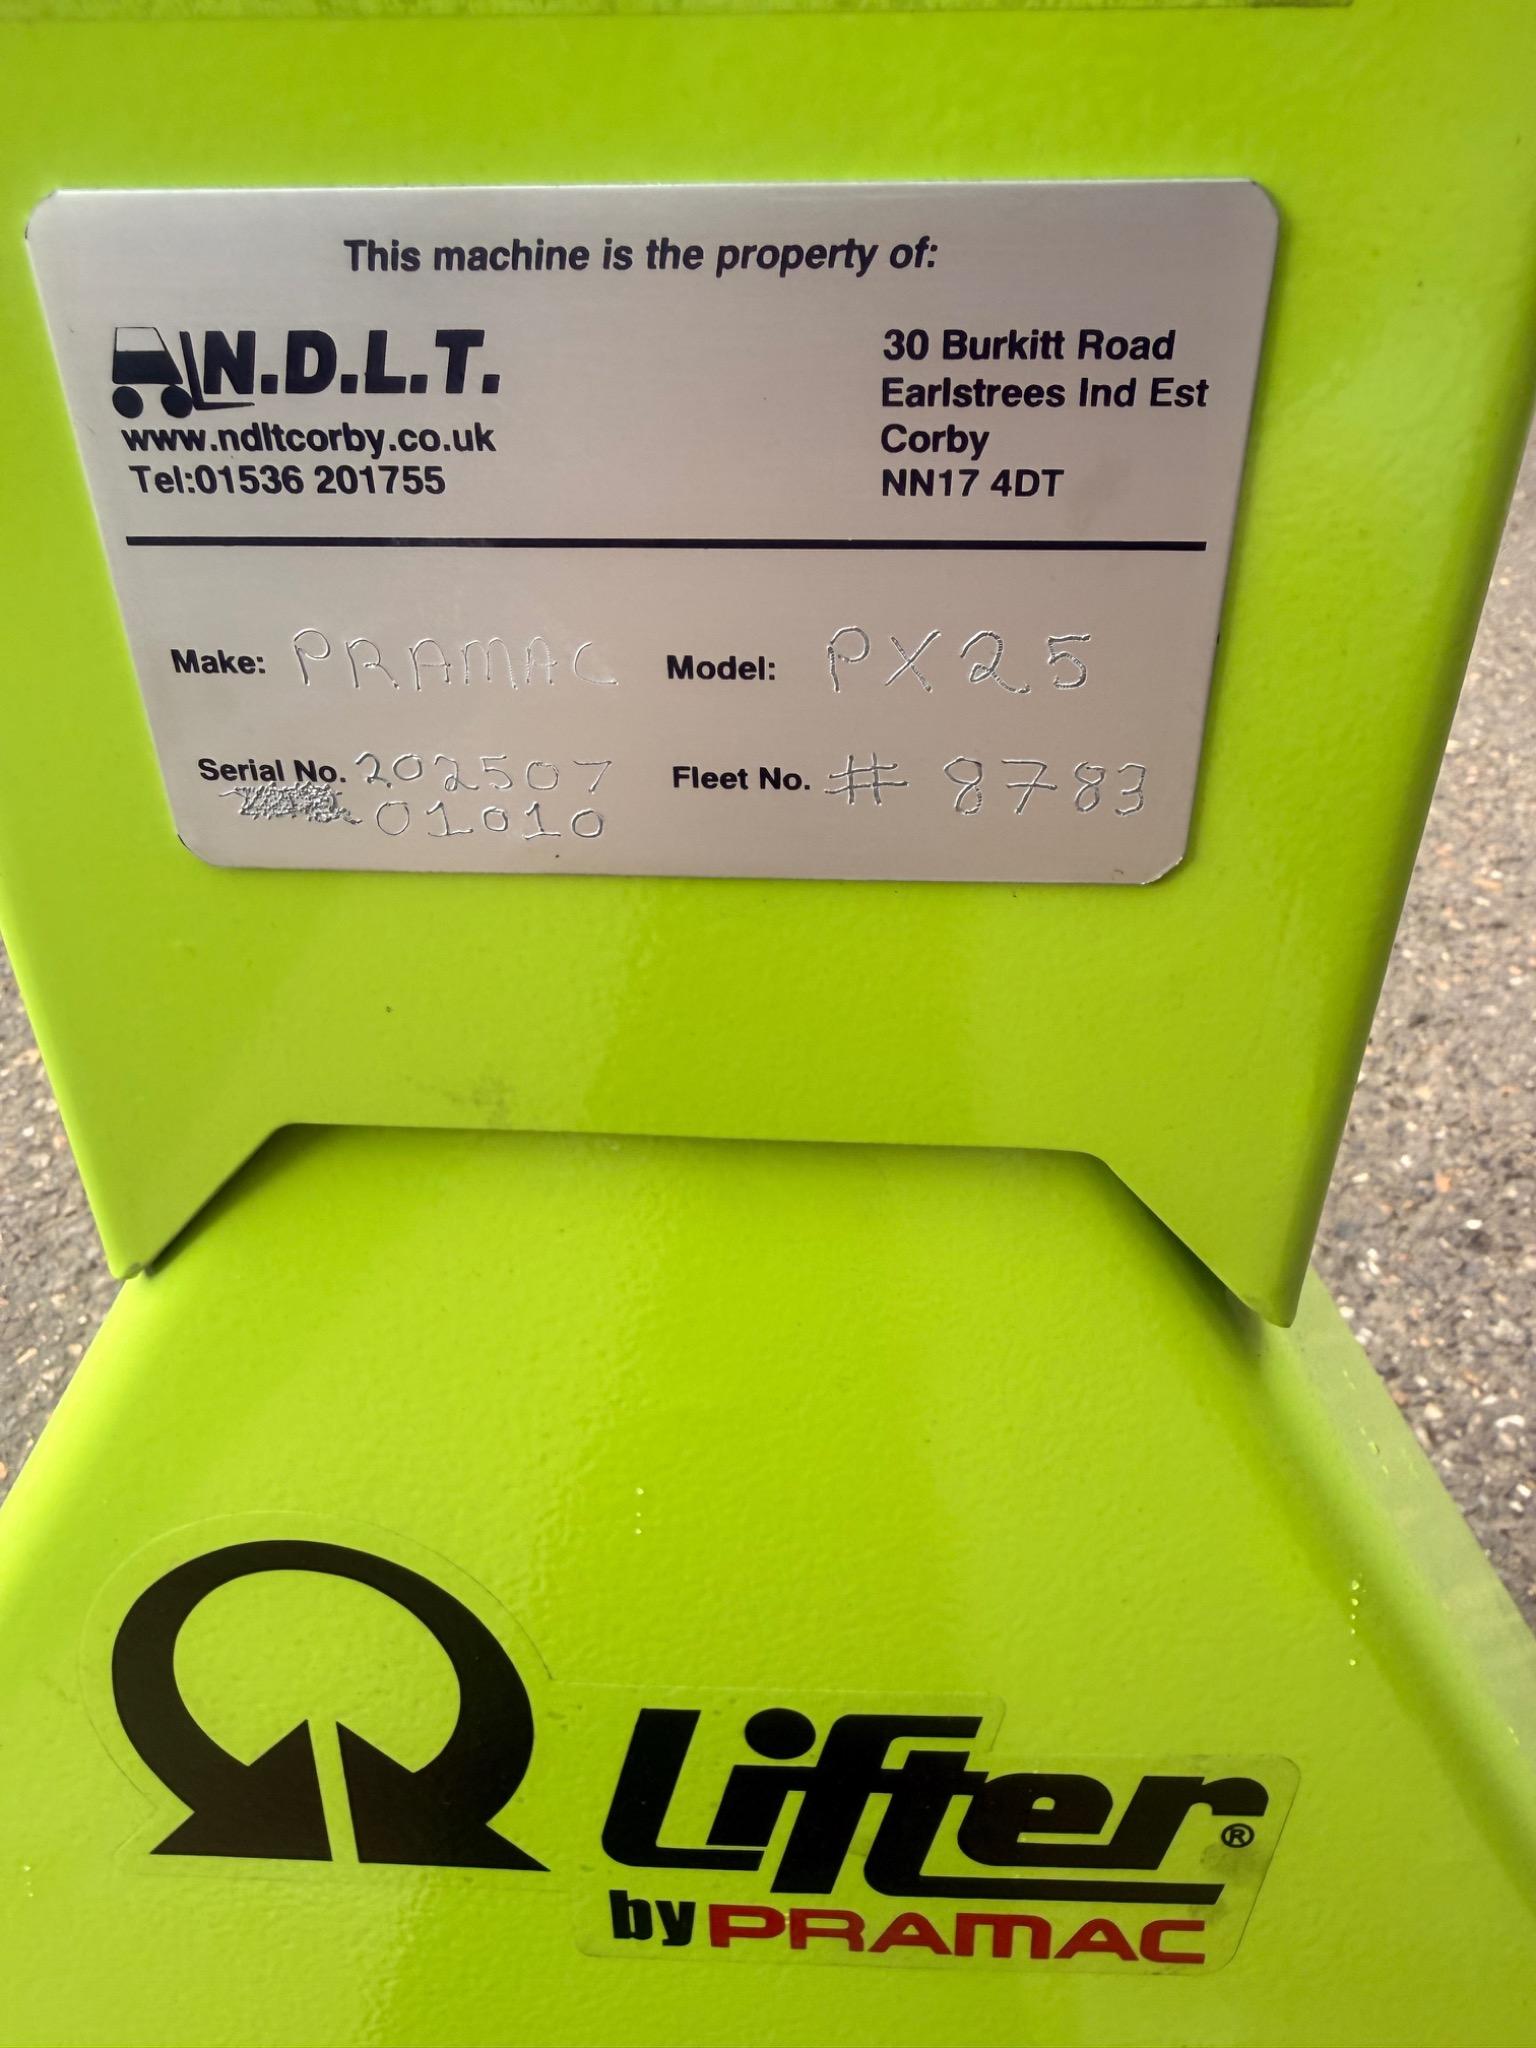 This machine is the property of:
N.D.L.T.
www.ndltcorby.co.uk
Tel:01536 201755
30 Burkitt Road
Earlstrees Ind Est
Corby
NN17 4DT
Make: PRAMAC Model: PX25
Serial No. 202507 Fleet No. # 8783
01010
Lifter®
by PRAMAC